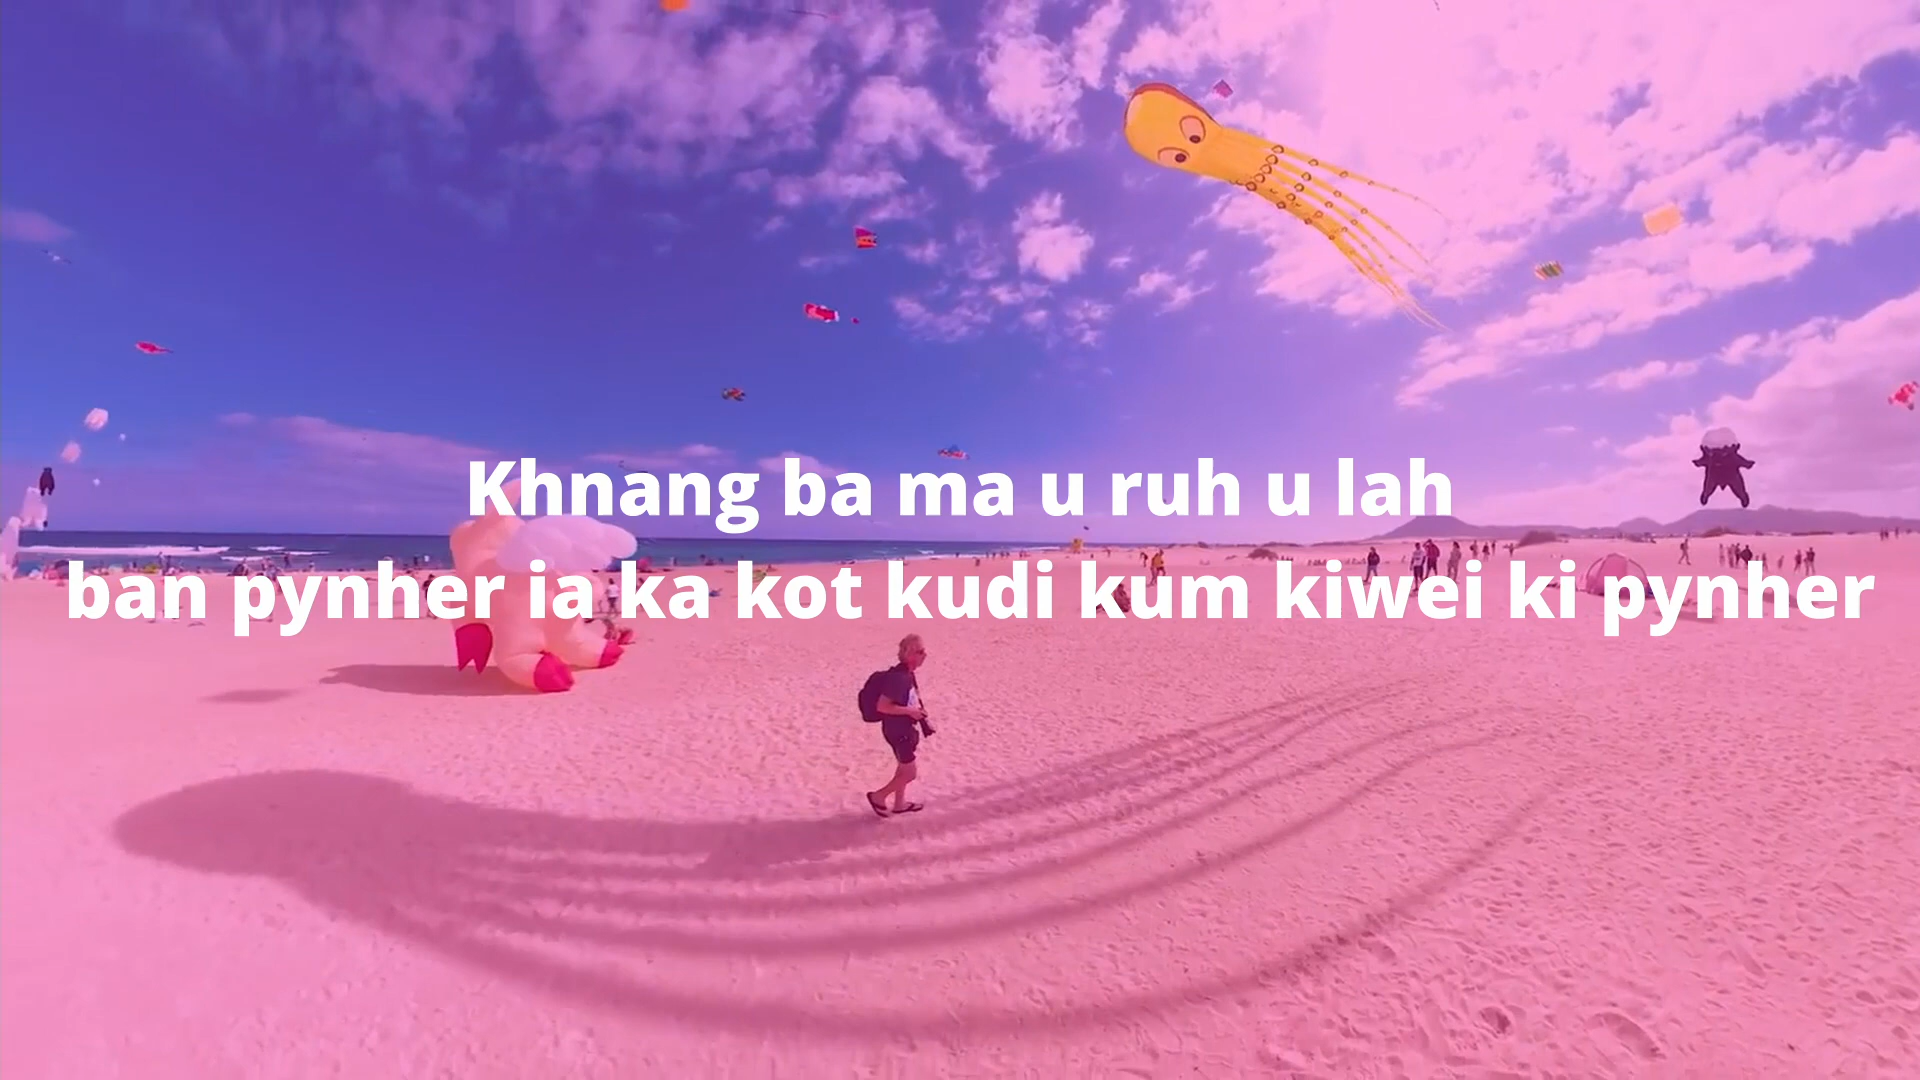 Khnang ba ma u ruh u lah
ban pynher ia ka kot kudi kum kiwei ki pynher